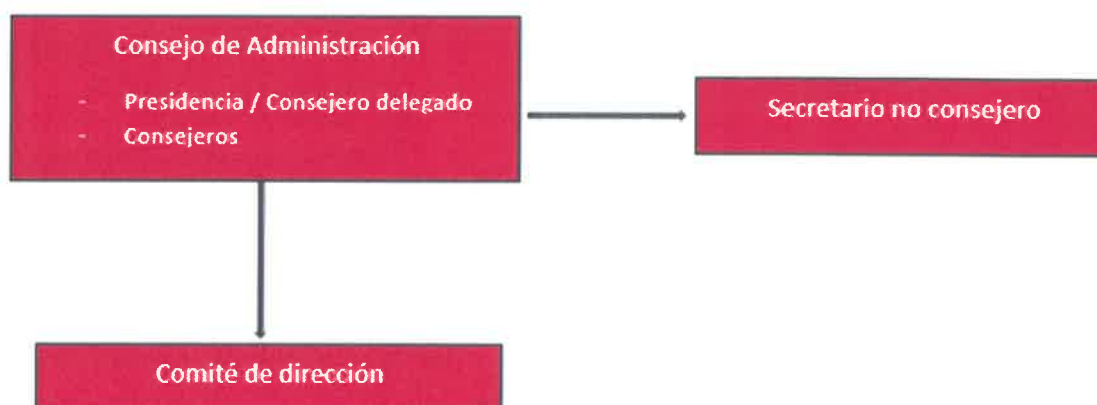 Consejo de Administración
- Presidencia / Consejero delegado
- Consejeros
Secretario no consejero
Comité de dirección